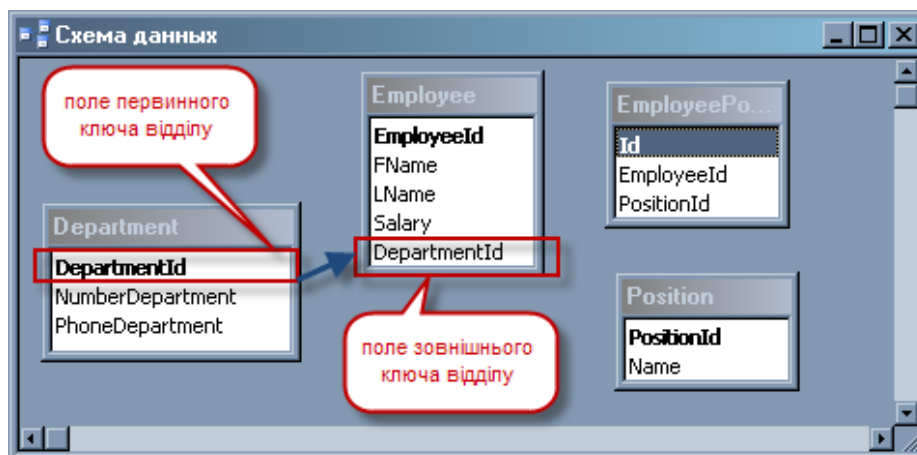 Схема данных
поле первинного
ключа відділу
Employee
EmployeeId
FName
LName
Salary
DepartmentId
EmployeePo...
Id
EmployeeId
PositionId
Department
DepartmentId
NumberDepartment
PhoneDepartment
поле зовнішнього
ключа відділу
Position
PositionId
Name